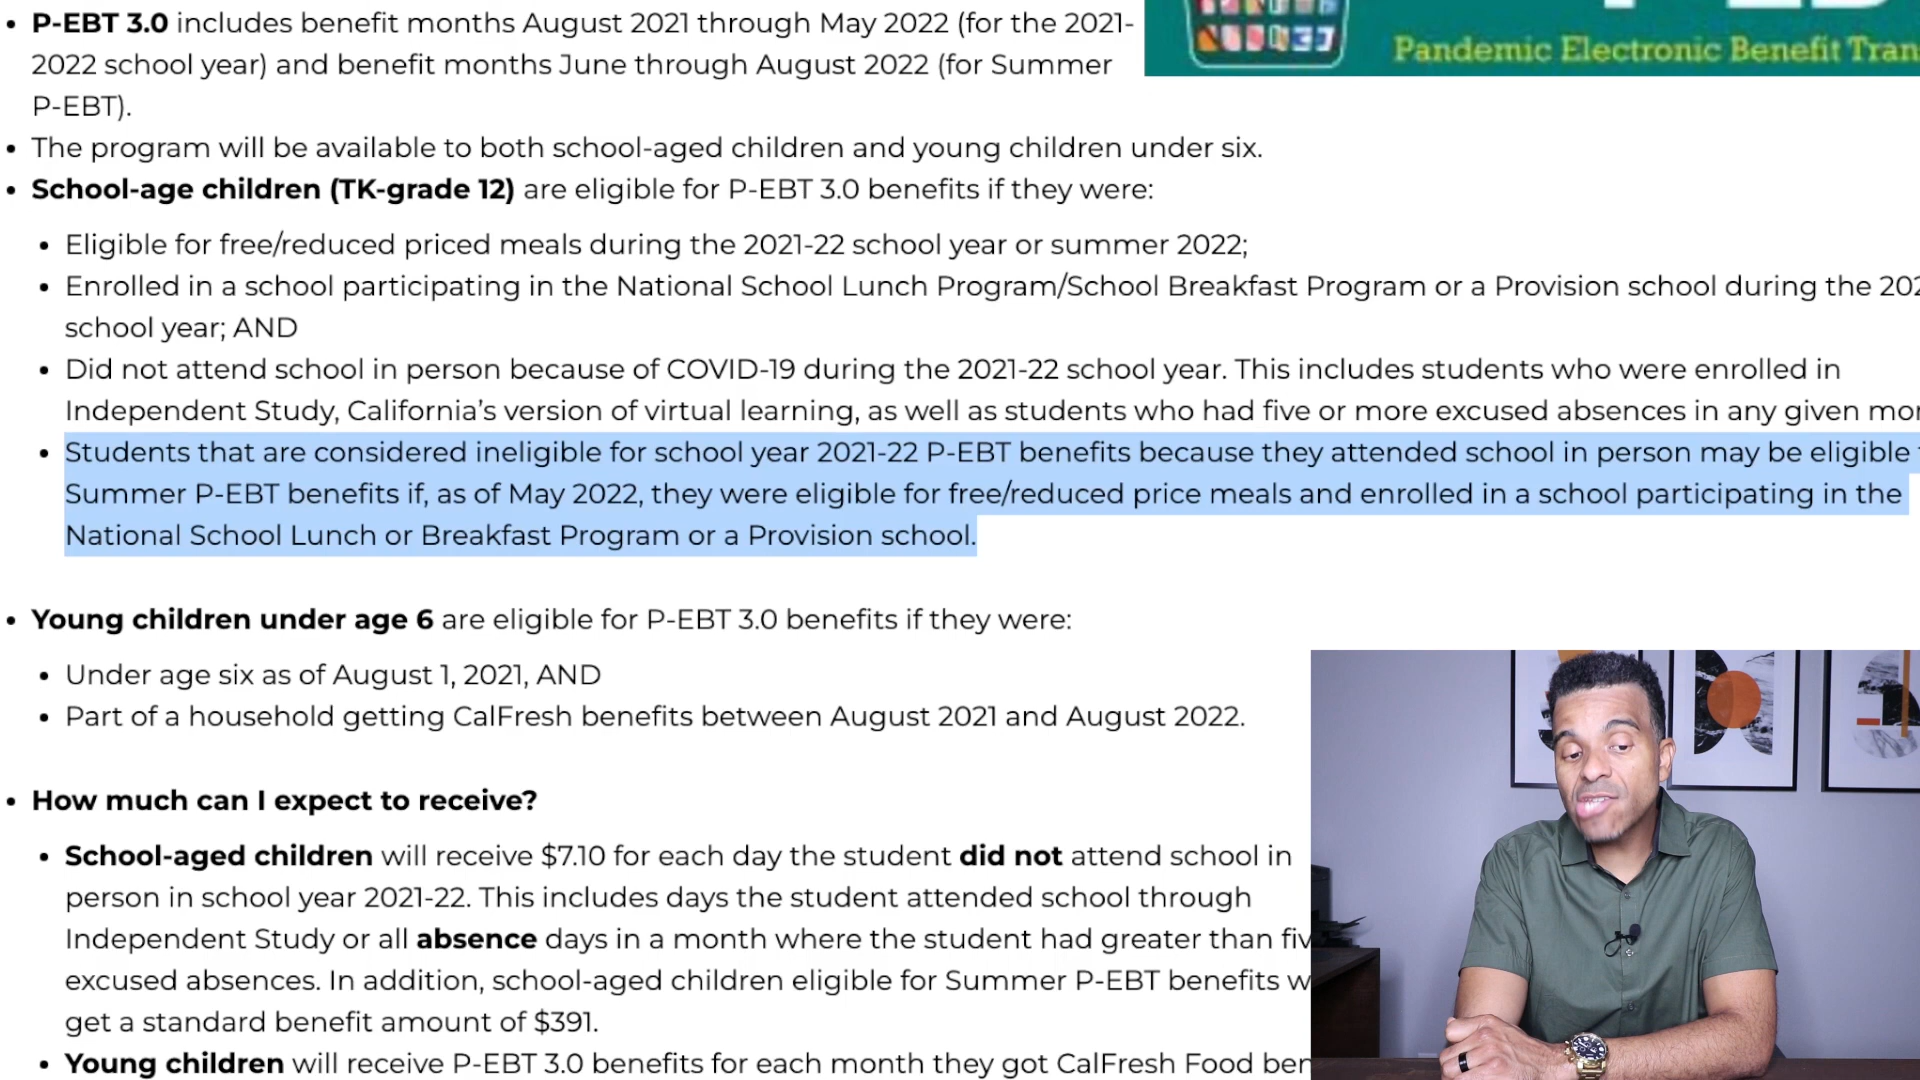 • P-EBT 3.0 includes benefit months August 2021 through May 2022 (for the 2021-
2022 school year) and benefit months June through August 2022 (for Summer
P-EBT).
Pandemic Electronic Benefit
• The program will be available to both school-aged children and young children under six.
• School-age children (TK-grade 12) are eligible for P-EBT 3.0 benefits if they were:
• Eligible for free/reduced priced meals during the 2021-22 school year or summer 2022;
• Enrolled in a school participating in the National School Lunch Program/School Breakfast Program or a Provision school during the
school year; AND
• Did not attend school in person because of COVID-19 during the 2021-22 school year. This includes students who were enrolled in
Independent Study, California’s version of virtual learning, as well as students who had five or more excused absences in any given
• Students that are considered ineligible for school year 2021-22 P-EBT benefits because they attended school in person may be eligible
Summer P-EBT benefits if, as of May 2022, they were eligible for free/reduced price meals and enrolled in a school participating in the
National School Lunch or Breakfast Program or a Provision school.
• Young children under age 6 are eligible for P-EBT 3.0 benefits if they were:
• Under age six as of August 1, 2021, AND
• Part of a household getting CalFresh benefits between August 2021 and August 2022.
• How much can I expect to receive?
• School-aged children will receive $7.10 for each day the student did not attend school in
person in school year 2021-22. This includes days the student attended school through
Independent Study or all absence days in a month where the student had greater than
excused absences. In addition, school-aged children eligible for Summer P-EBT benefits
get a standard benefit amount of $391.
• Young children will receive P-EBT 3.0 benefits for each month they got CalFresh Food